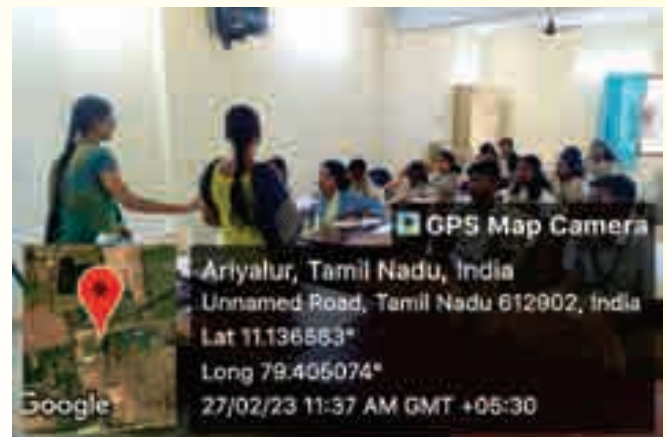 GPS Map Camera
Ariyalur, Tamil Nadu, India
Unnamed Road, Tamil Nadu 612902, India
Lat 11.136563°
Long 79.405074°
27/02/23 11:37 AM GMT +05:30
Google